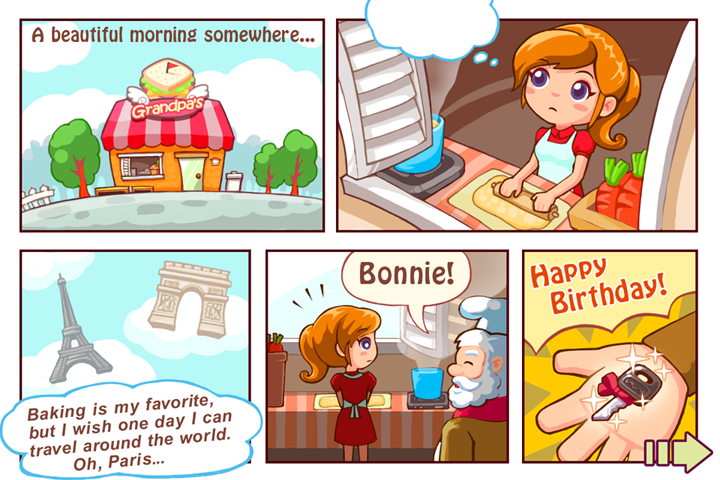 A beautiful morning somewhere...
Grandpa's
Baking is my favorite,
but I wish one day I can
travel around the world.
Oh, Paris...
Bonnie!
Happy
Birthday!